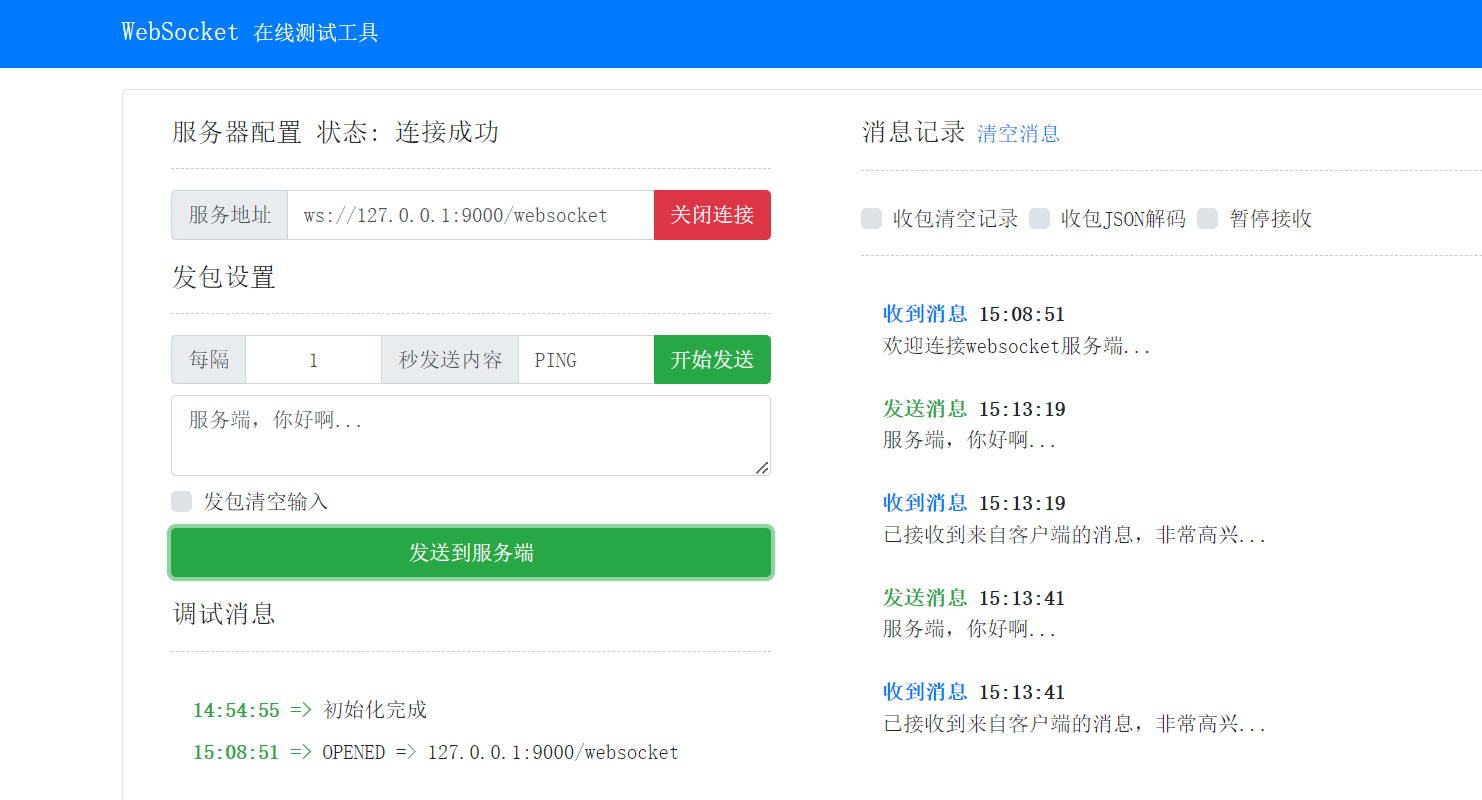 WebSocket 在线测试工具
服务器配置 状态: 连接成功
服务地址 ws://127.0.0.1:9000/websocket 关闭连接
发包设置
每隔 1 秒发送内容 PING 开始发送
服务端，你好啊...
发包清空输入
发送到服务端
调试消息
14:54:55 => 初始化完成
15:08:51 => OPENED => 127.0.0.1:9000/websocket
消息记录 清空消息
收包清空记录 收包JSON解码 暂停接收
收到消息 15:08:51
欢迎连接websocket服务端...
发送消息 15:13:19
服务端，你好啊...
收到消息 15:13:19
已接收到来自客户端的消息，非常高兴...
发送消息 15:13:41
服务端，你好啊...
收到消息 15:13:41
已接收到来自客户端的消息，非常高兴...